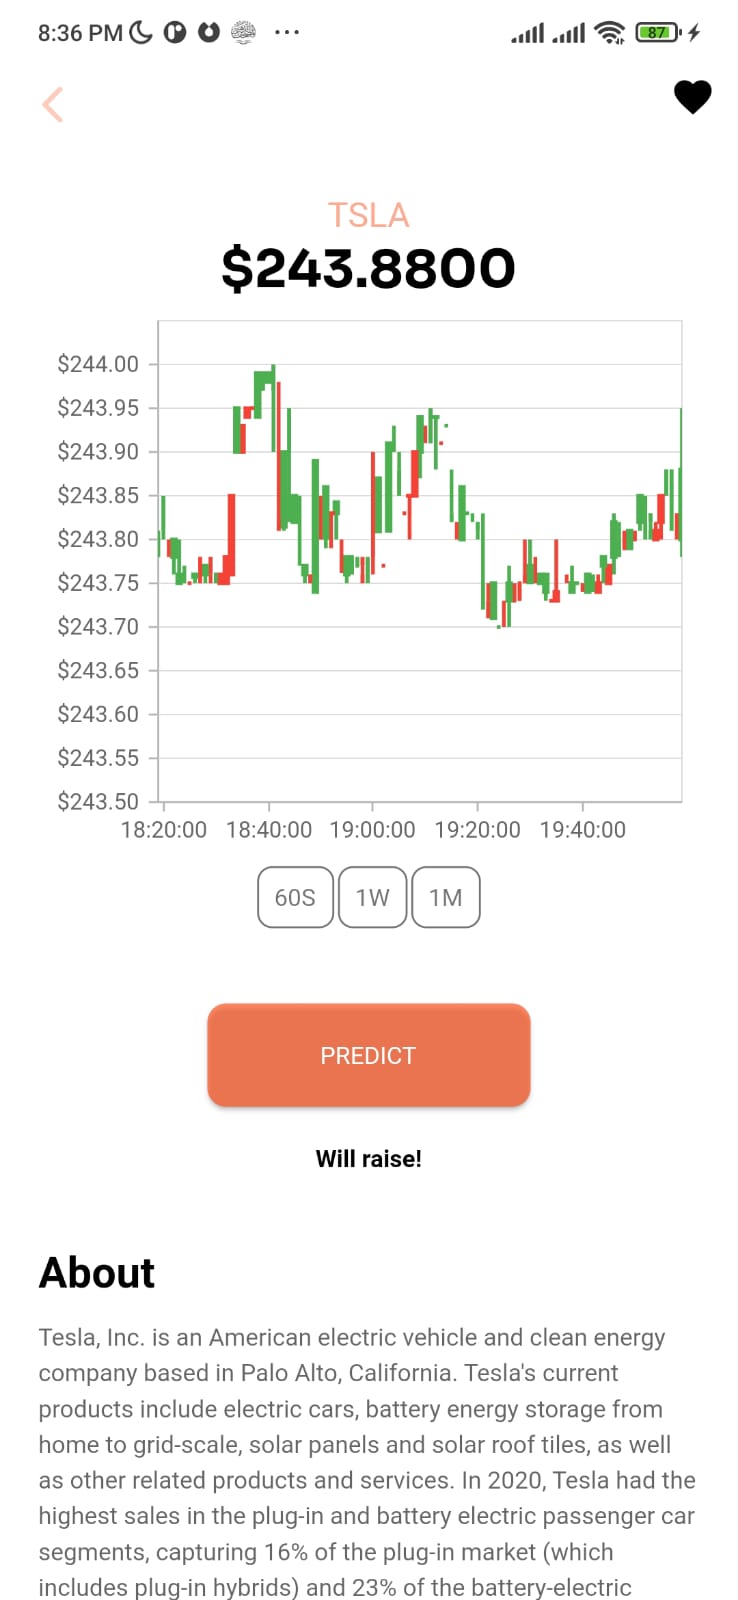 8:36 PM
87
TSLA
$243.8800
$244.00
$243.95
$243.90
$243.85
$243.80
$243.75
$243.70
$243.65
$243.60
$243.55
$243.50
18:20:00 18:40:00 19:00:00 19:20:00 19:40:00
60S 1W 1M
PREDICT
Will raise!
About
Tesla, Inc. is an American electric vehicle and clean energy
company based in Palo Alto, California. Tesla's current
products include electric cars, battery energy storage from
home to grid-scale, solar panels and solar roof tiles, as well
as other related products and services. In 2020, Tesla had the
highest sales in the plug-in and battery electric passenger car
segments, capturing 16% of the plug-in market (which
includes plug-in hybrids) and 23% of the battery-electric